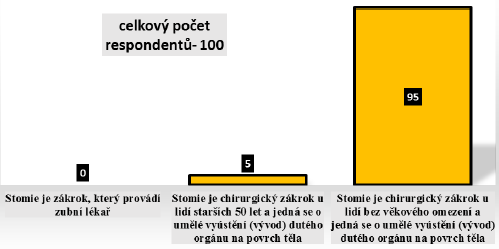 celkový počet
respondentů- 100
95
5
0
Stomie je zákrok, který provádí
zubní lékař
Stomie je chirurgický zákrok u
lidí starších 50 let a jedná se o
umělé vyústění (vývod) dutého
orgánu na povrch těla
Stomie je chirurgický zákrok u
lidí bez věkového omezení a
jedná se o umělé vyústění (vývod)
dutého orgánu na povrch těla